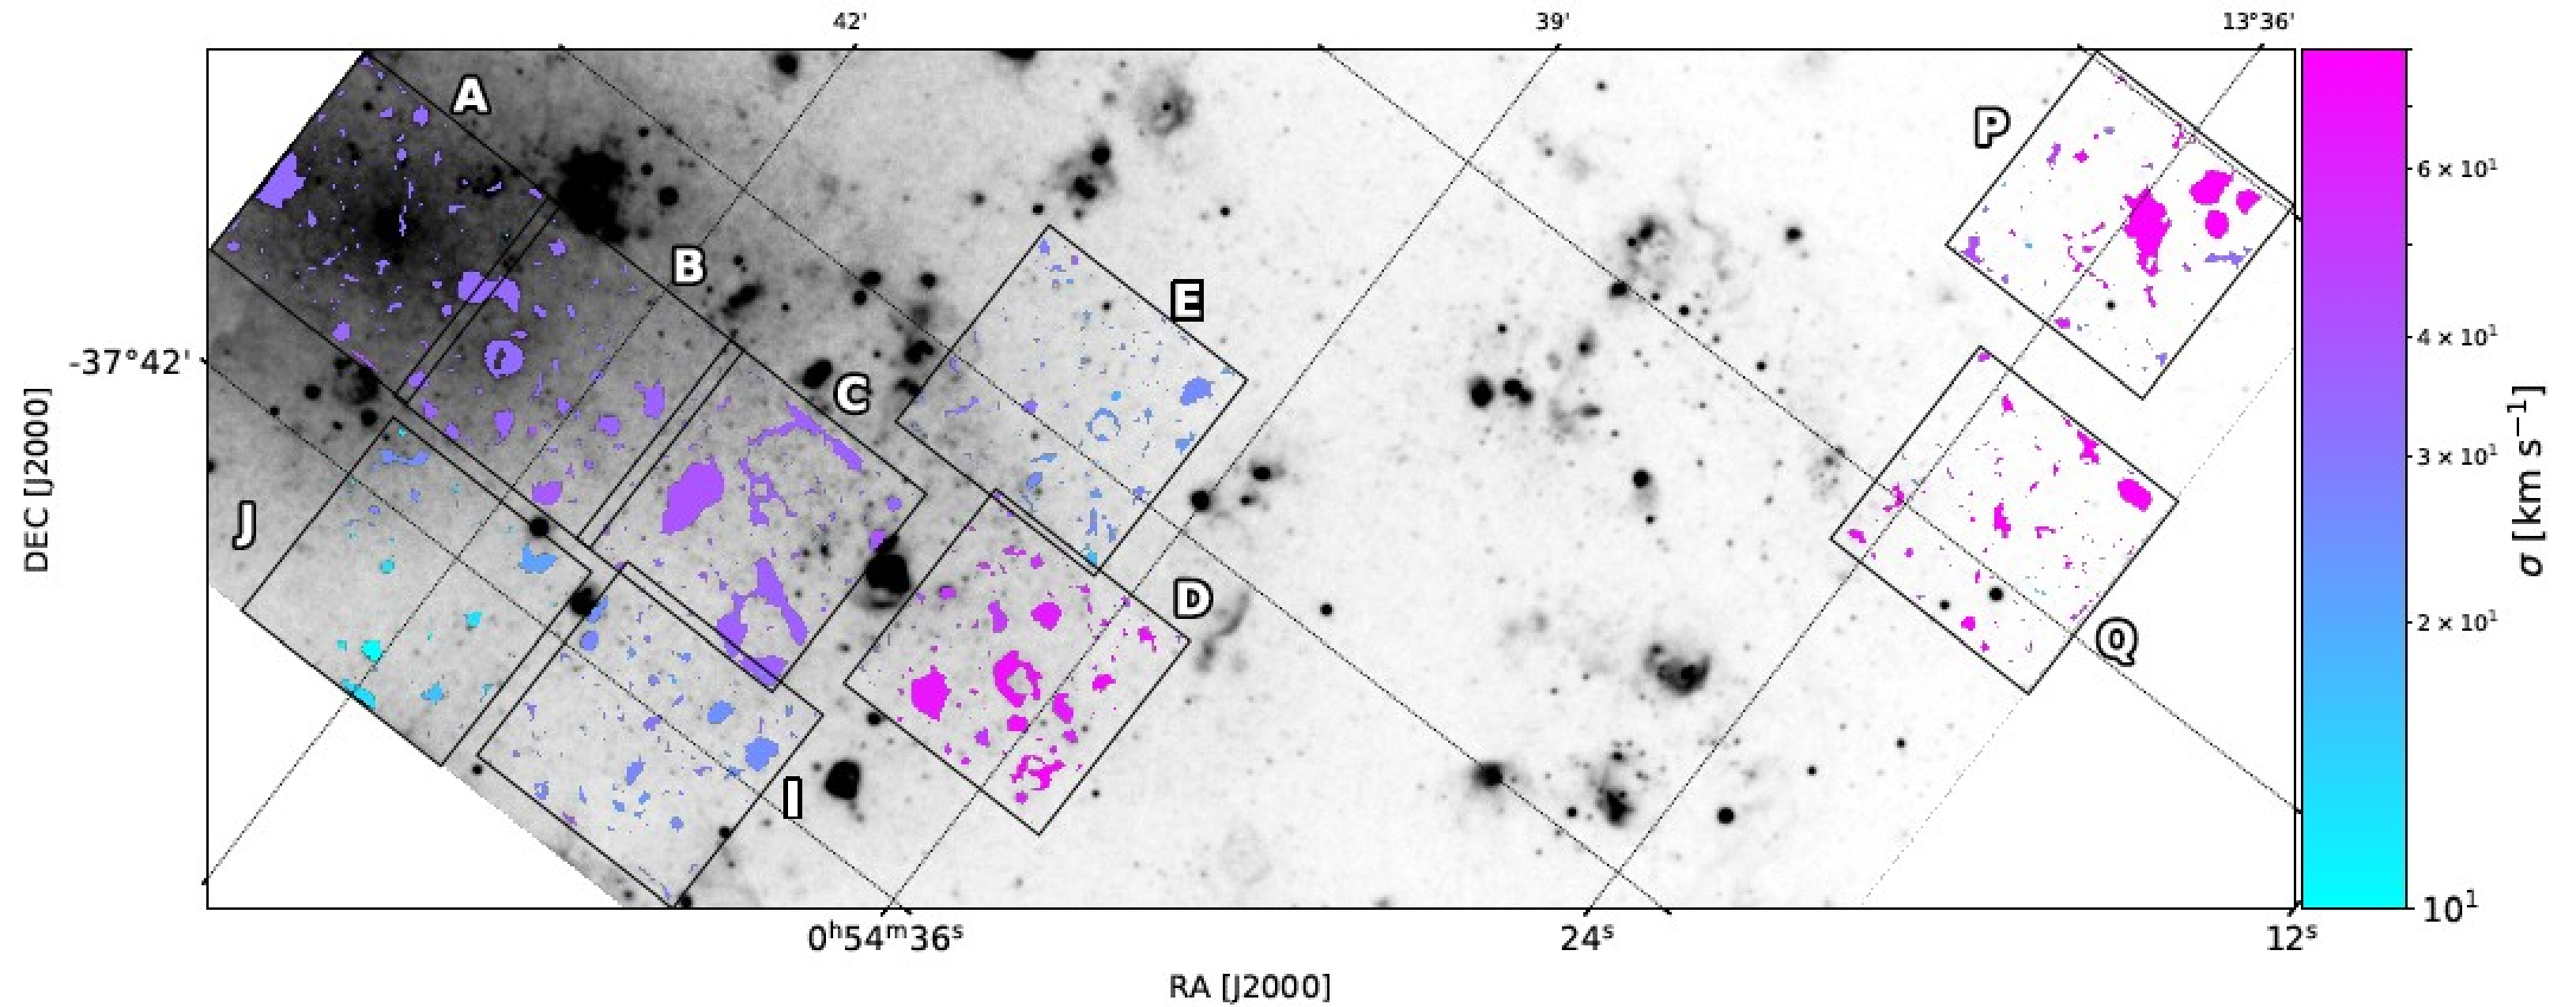 42'
39'
13°36'
A
P
6 × 10¹
B
E
-37°42'
4 × 10¹
C
3 × 10¹
J
D
2 × 10¹
Q
I
10¹
DEC [J2000]
σ [km s⁻¹]
0ʰ54ᵐ36ˢ
24ˢ
12ˢ
RA [J2000]